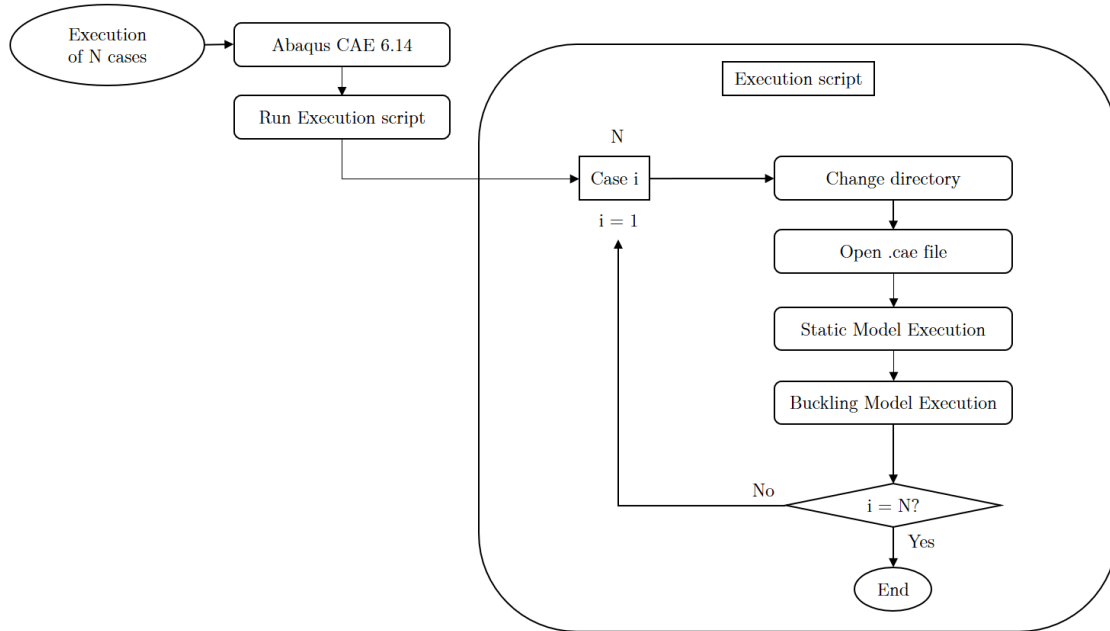 Execution
of N cases
Abaqus CAE 6.14
Run Execution script
Execution script
N
Case i
i = 1
Change directory
Open .cae file
Static Model Execution
Buckling Model Execution
No
i = N?
Yes
End